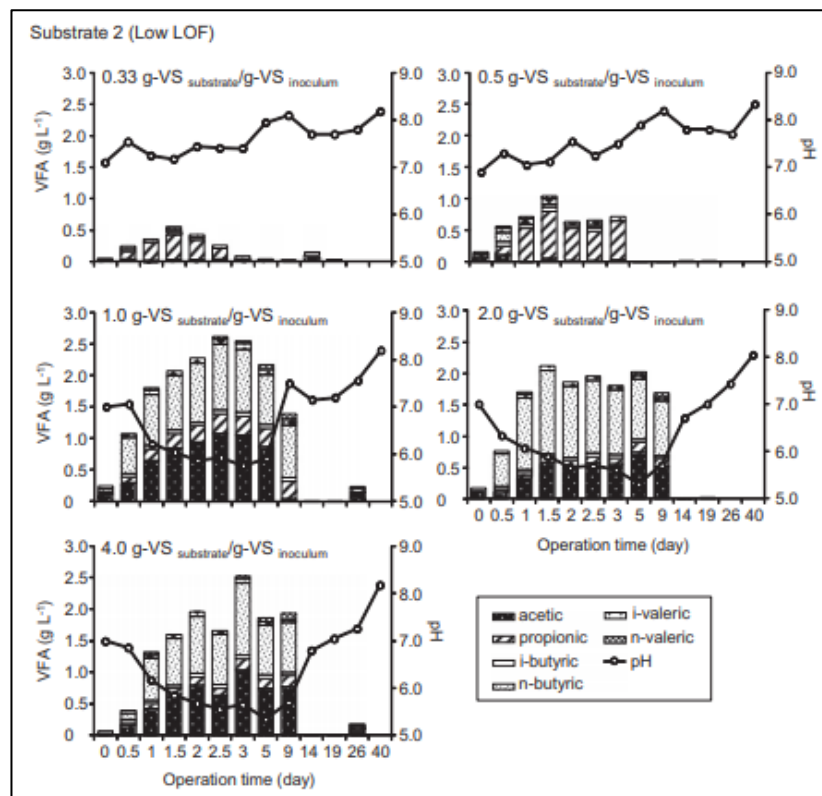 Substrate 2 (Low LOF)
0.33 g-VS substrate/g-VS inoculum
VFA (g L-1)
3.0
2.5
2.0
1.5
1.0
0.5
0
9.0
8.0
7.0
6.0
5.0
0.5 g-VS substrate/g-VS inoculum
3.0
2.5
2.0
1.5
1.0
0.5
0
9.0
8.0
7.0
6.0
5.0
pH
1.0 g-VS substrate/g-VS inoculum
VFA (g L-1)
3.0
2.5
2.0
1.5
1.0
0.5
0
9.0
8.0
7.0
6.0
5.0
2.0 g-VS substrate/g-VS inoculum
3.0
2.5
2.0
1.5
1.0
0.5
0
9.0
8.0
7.0
6.0
5.0
pH
0 0.5 1 1.5 2 2.5 3 5 9 14 19 26 40
Operation time (day)
4.0 g-VS substrate/g-VS inoculum
VFA (g L-1)
3.0
2.5
2.0
1.5
1.0
0.5
0
9.0
8.0
7.0
6.0
5.0
pH
0 0.5 1 1.5 2 2.5 3 5 9 14 19 26 40
Operation time (day)
acetic
propionic
i-butyric
n-butyric
i-valeric
n-valeric
pH